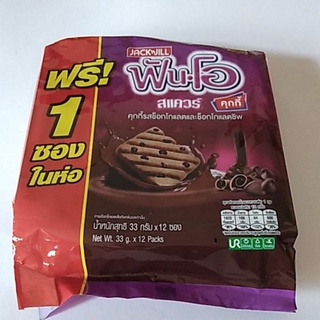 JACK'nJILL
ฟรี!
1
ซอง
ในห่อ
ฟัน-โอ
สแควร์
คุกกี้
คุกกี้รสช็อกโกแลตและช็อกโกแลตชิพ
น้ำหนักสุทธิ 33 กรัม x 12 ซอง
Net Wt. 33 g. x 12 Packs
UR